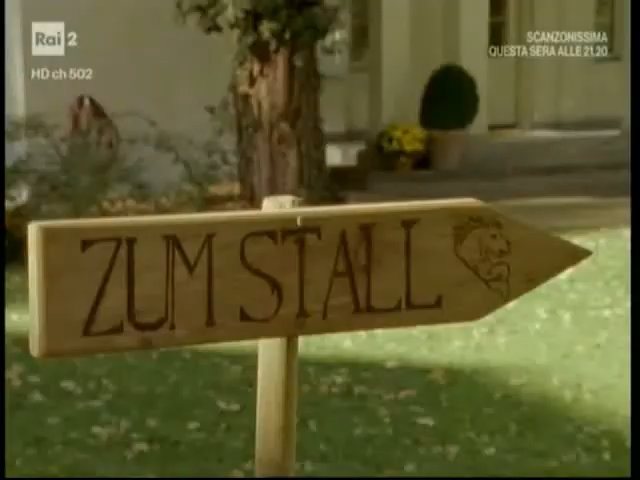 Rai 2
HD ch 502
SCANZONISSIMA
QUESTA SERA ALLE 21.20
ZUM STALL